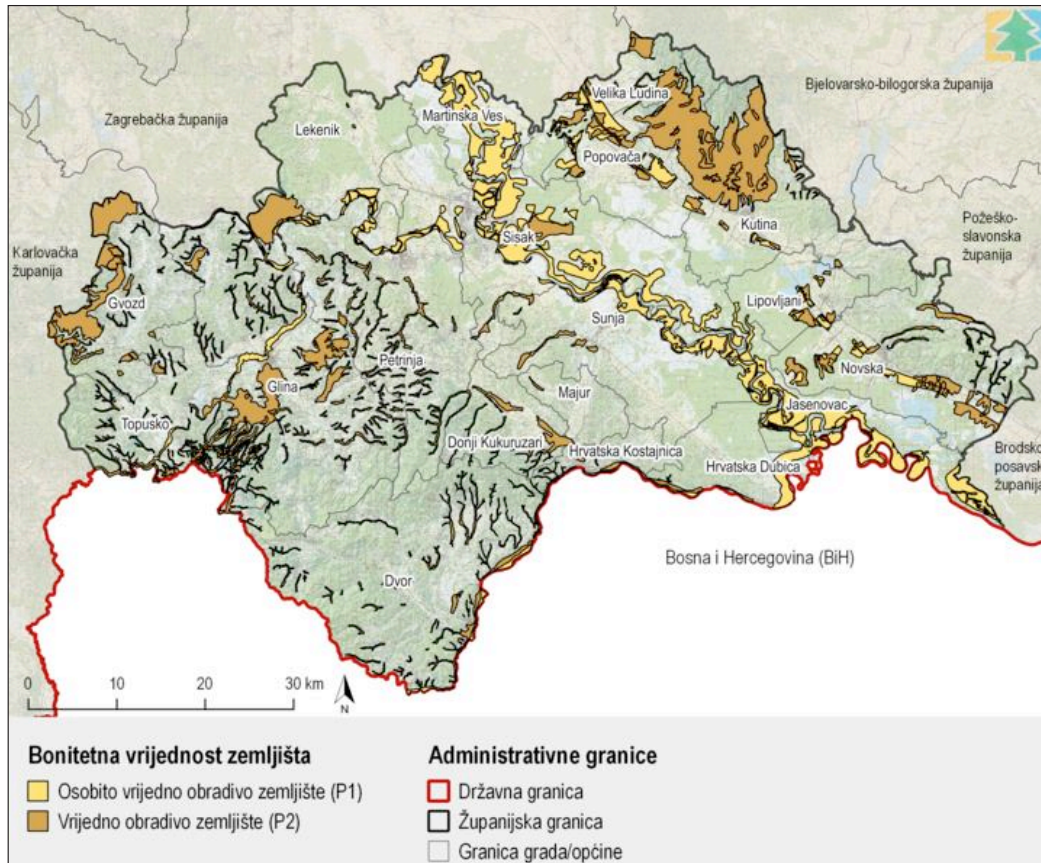 Bjelovarsko-bilogorska županija
Velika Ludina
Zagrebačka županija
Martinska Ves
Lekenik
Popovača
Kutina
Požeško-
slavonska
županija
Sisak
Karlovačka
županija
Gvozd
Lipovljani
Sunja
Petrinja
Novska
Glina
Majur
Jasenovac
Topusko
Donji Kukuruzari
Hrvatska Kostajnica
Hrvatska Dubica
Brodsko
posavsk
županija
Bosna i Hercegovina (BiH)
Dvor
0 10 20 30 km
N
Bonitetna vrijednost zemljišta
Osobito vrijedno obradivo zemljište (P1)
Vrijedno obradivo zemljište (P2)
Administrativne granice
Državna granica
Županijska granica
Granica grada/općine